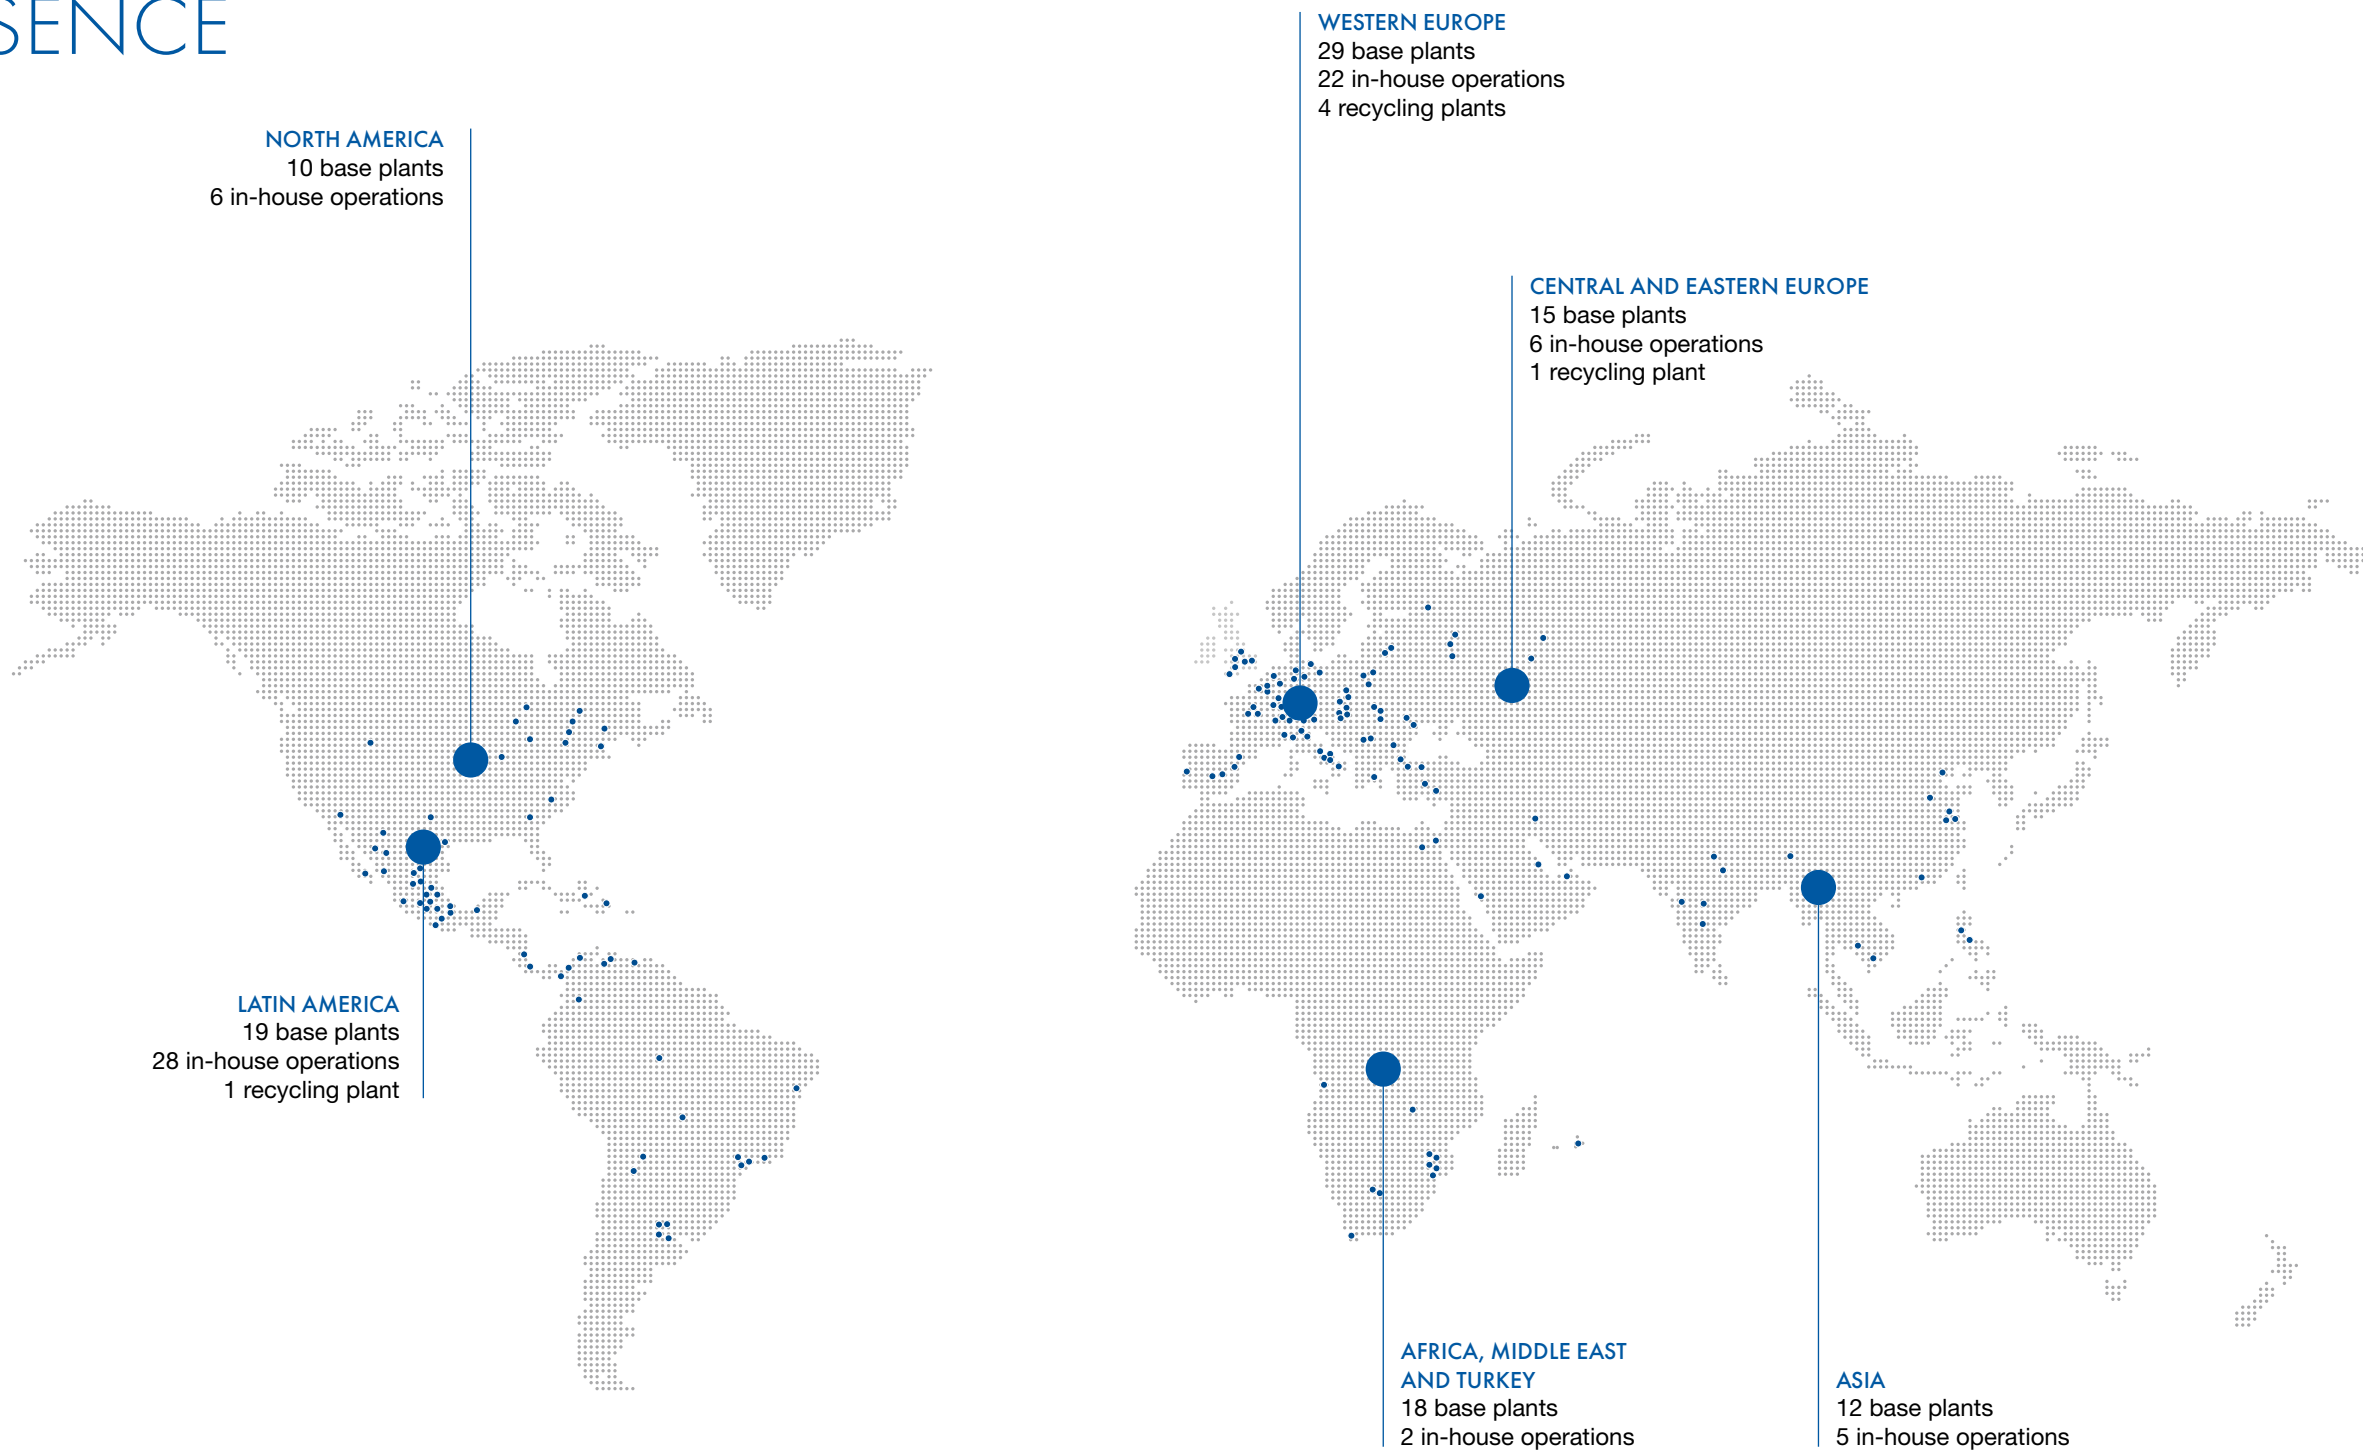 SENCE
WESTERN EUROPE
29 base plants
22 in-house operations
4 recycling plants
NORTH AMERICA
10 base plants
6 in-house operations
CENTRAL AND EASTERN EUROPE
15 base plants
6 in-house operations
1 recycling plant
LATIN AMERICA
19 base plants
28 in-house operations
1 recycling plant
AFRICA, MIDDLE EAST
AND TURKEY
18 base plants
2 in-house operations
ASIA
12 base plants
5 in-house operations